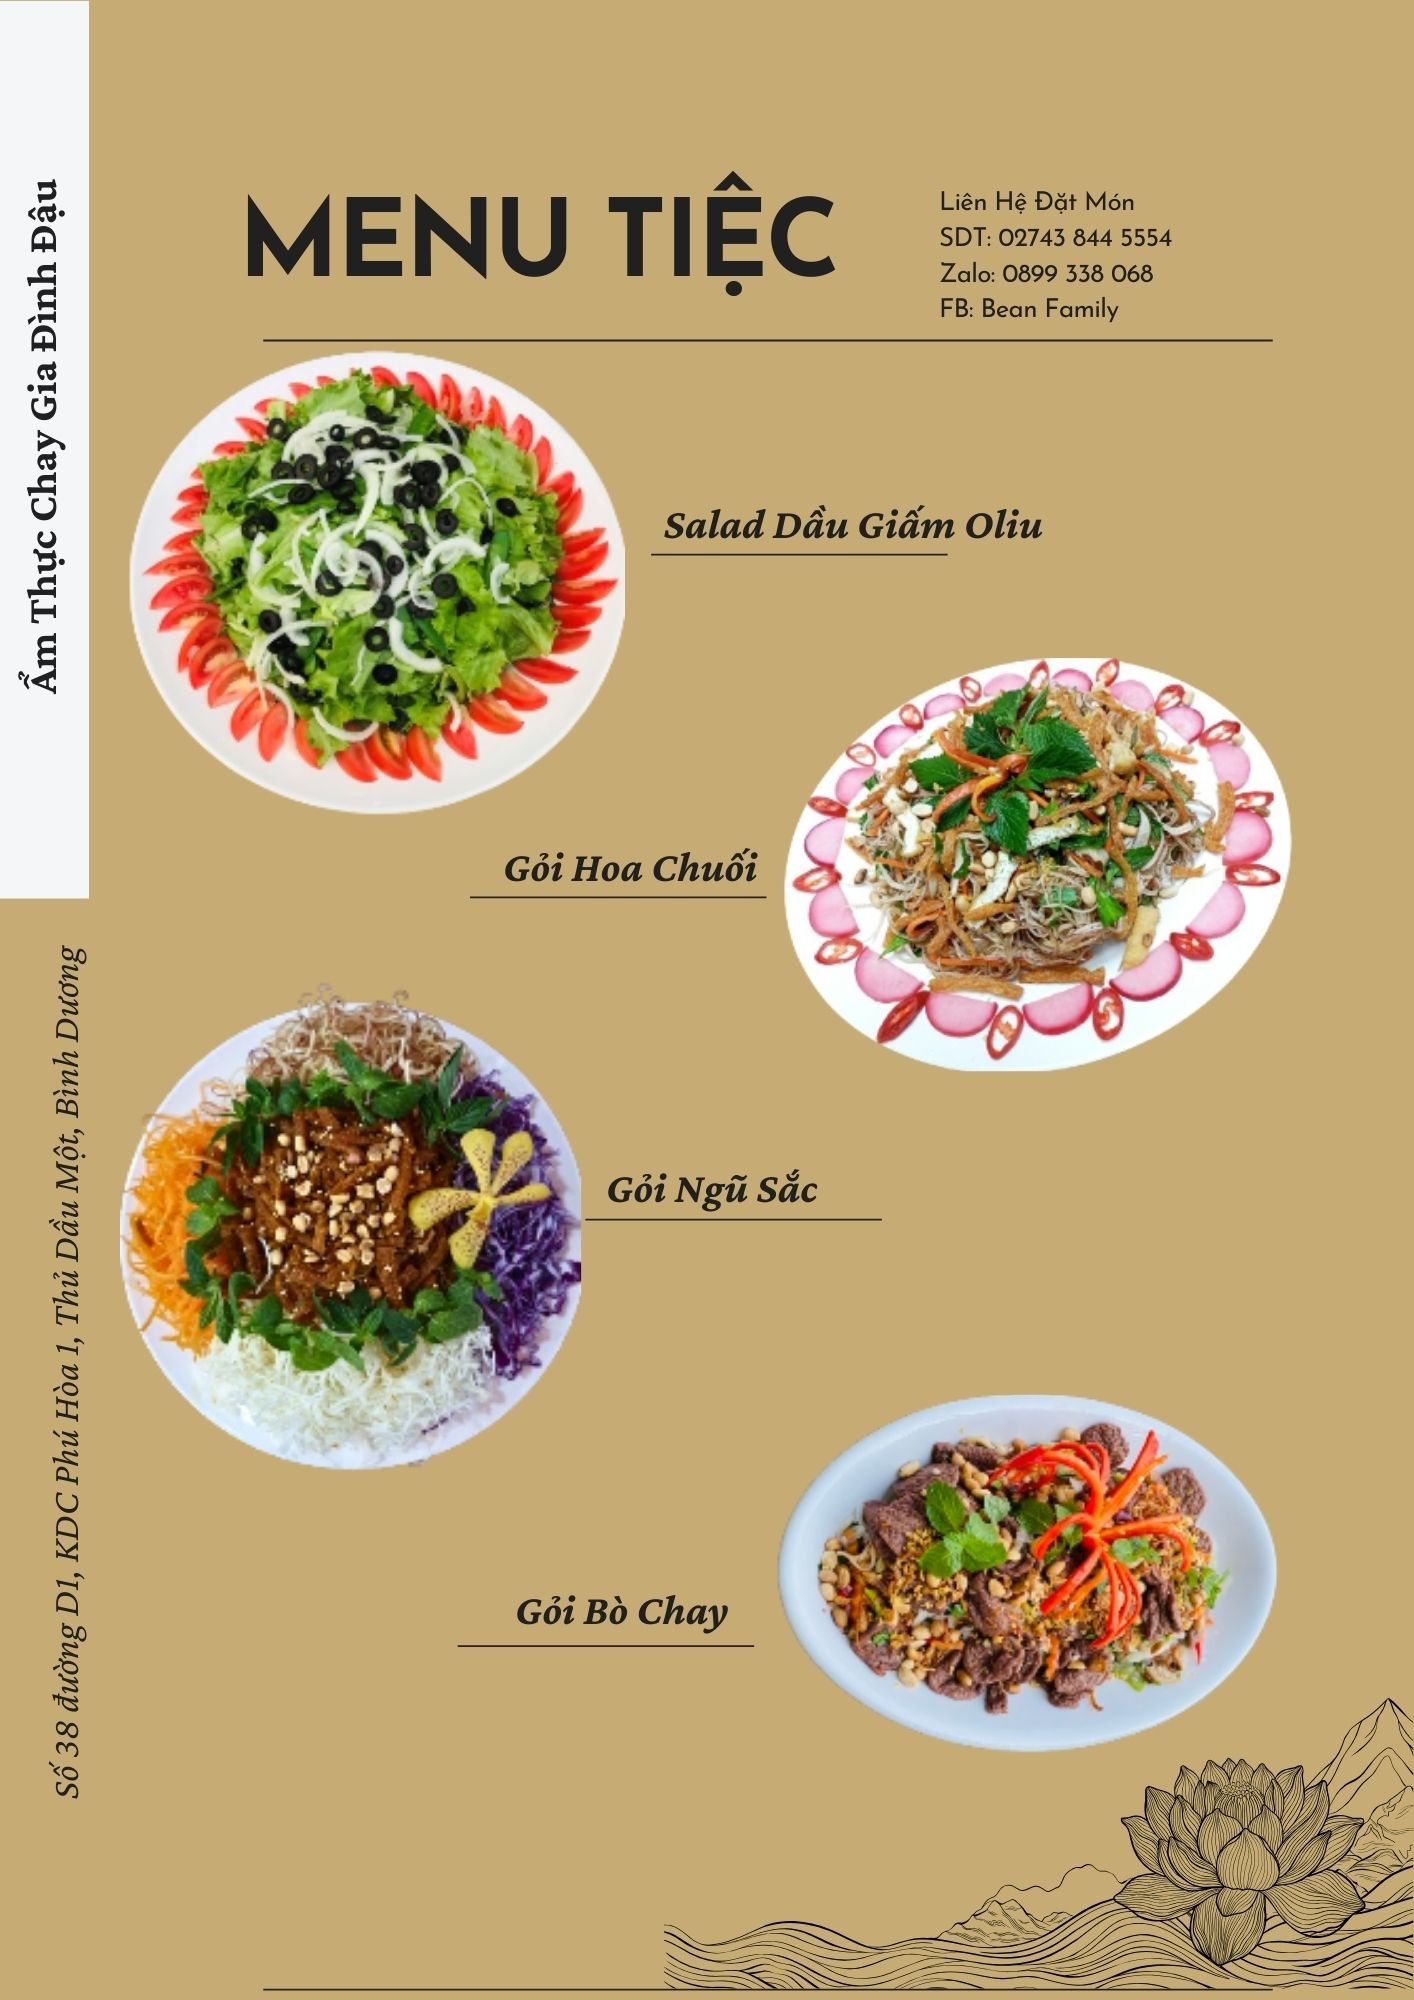 Ẩm Thực Chay Gia Đình Đậu
MENU TIỆC
Liên Hệ Đặt Món
SDT: 02743 844 5554
Zalo: 0899 338 068
FB: Bean Family
Salad Dầu Giấm Oliu
Gỏi Hoa Chuối
Gỏi Ngũ Sắc
Gỏi Bò Chay
Số 38 đường D1, KDC Phú Hòa 1, Thủ Dầu Một, Bình Dương